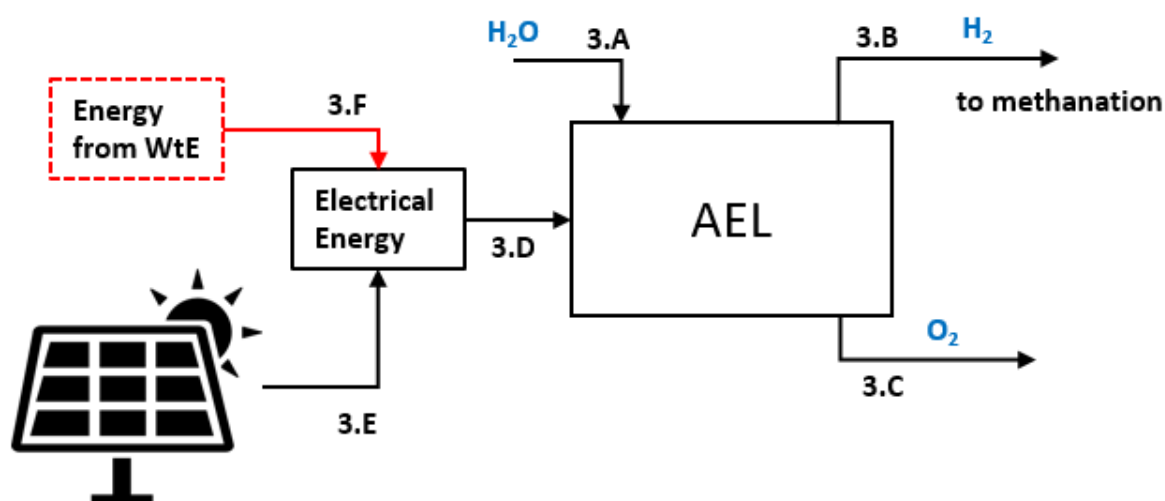 H₂O
3.A
3.B
H₂
to methanation
Energy
from WtE
3.F
Electrical
Energy
3.D
AEL
O₂
3.C
3.E